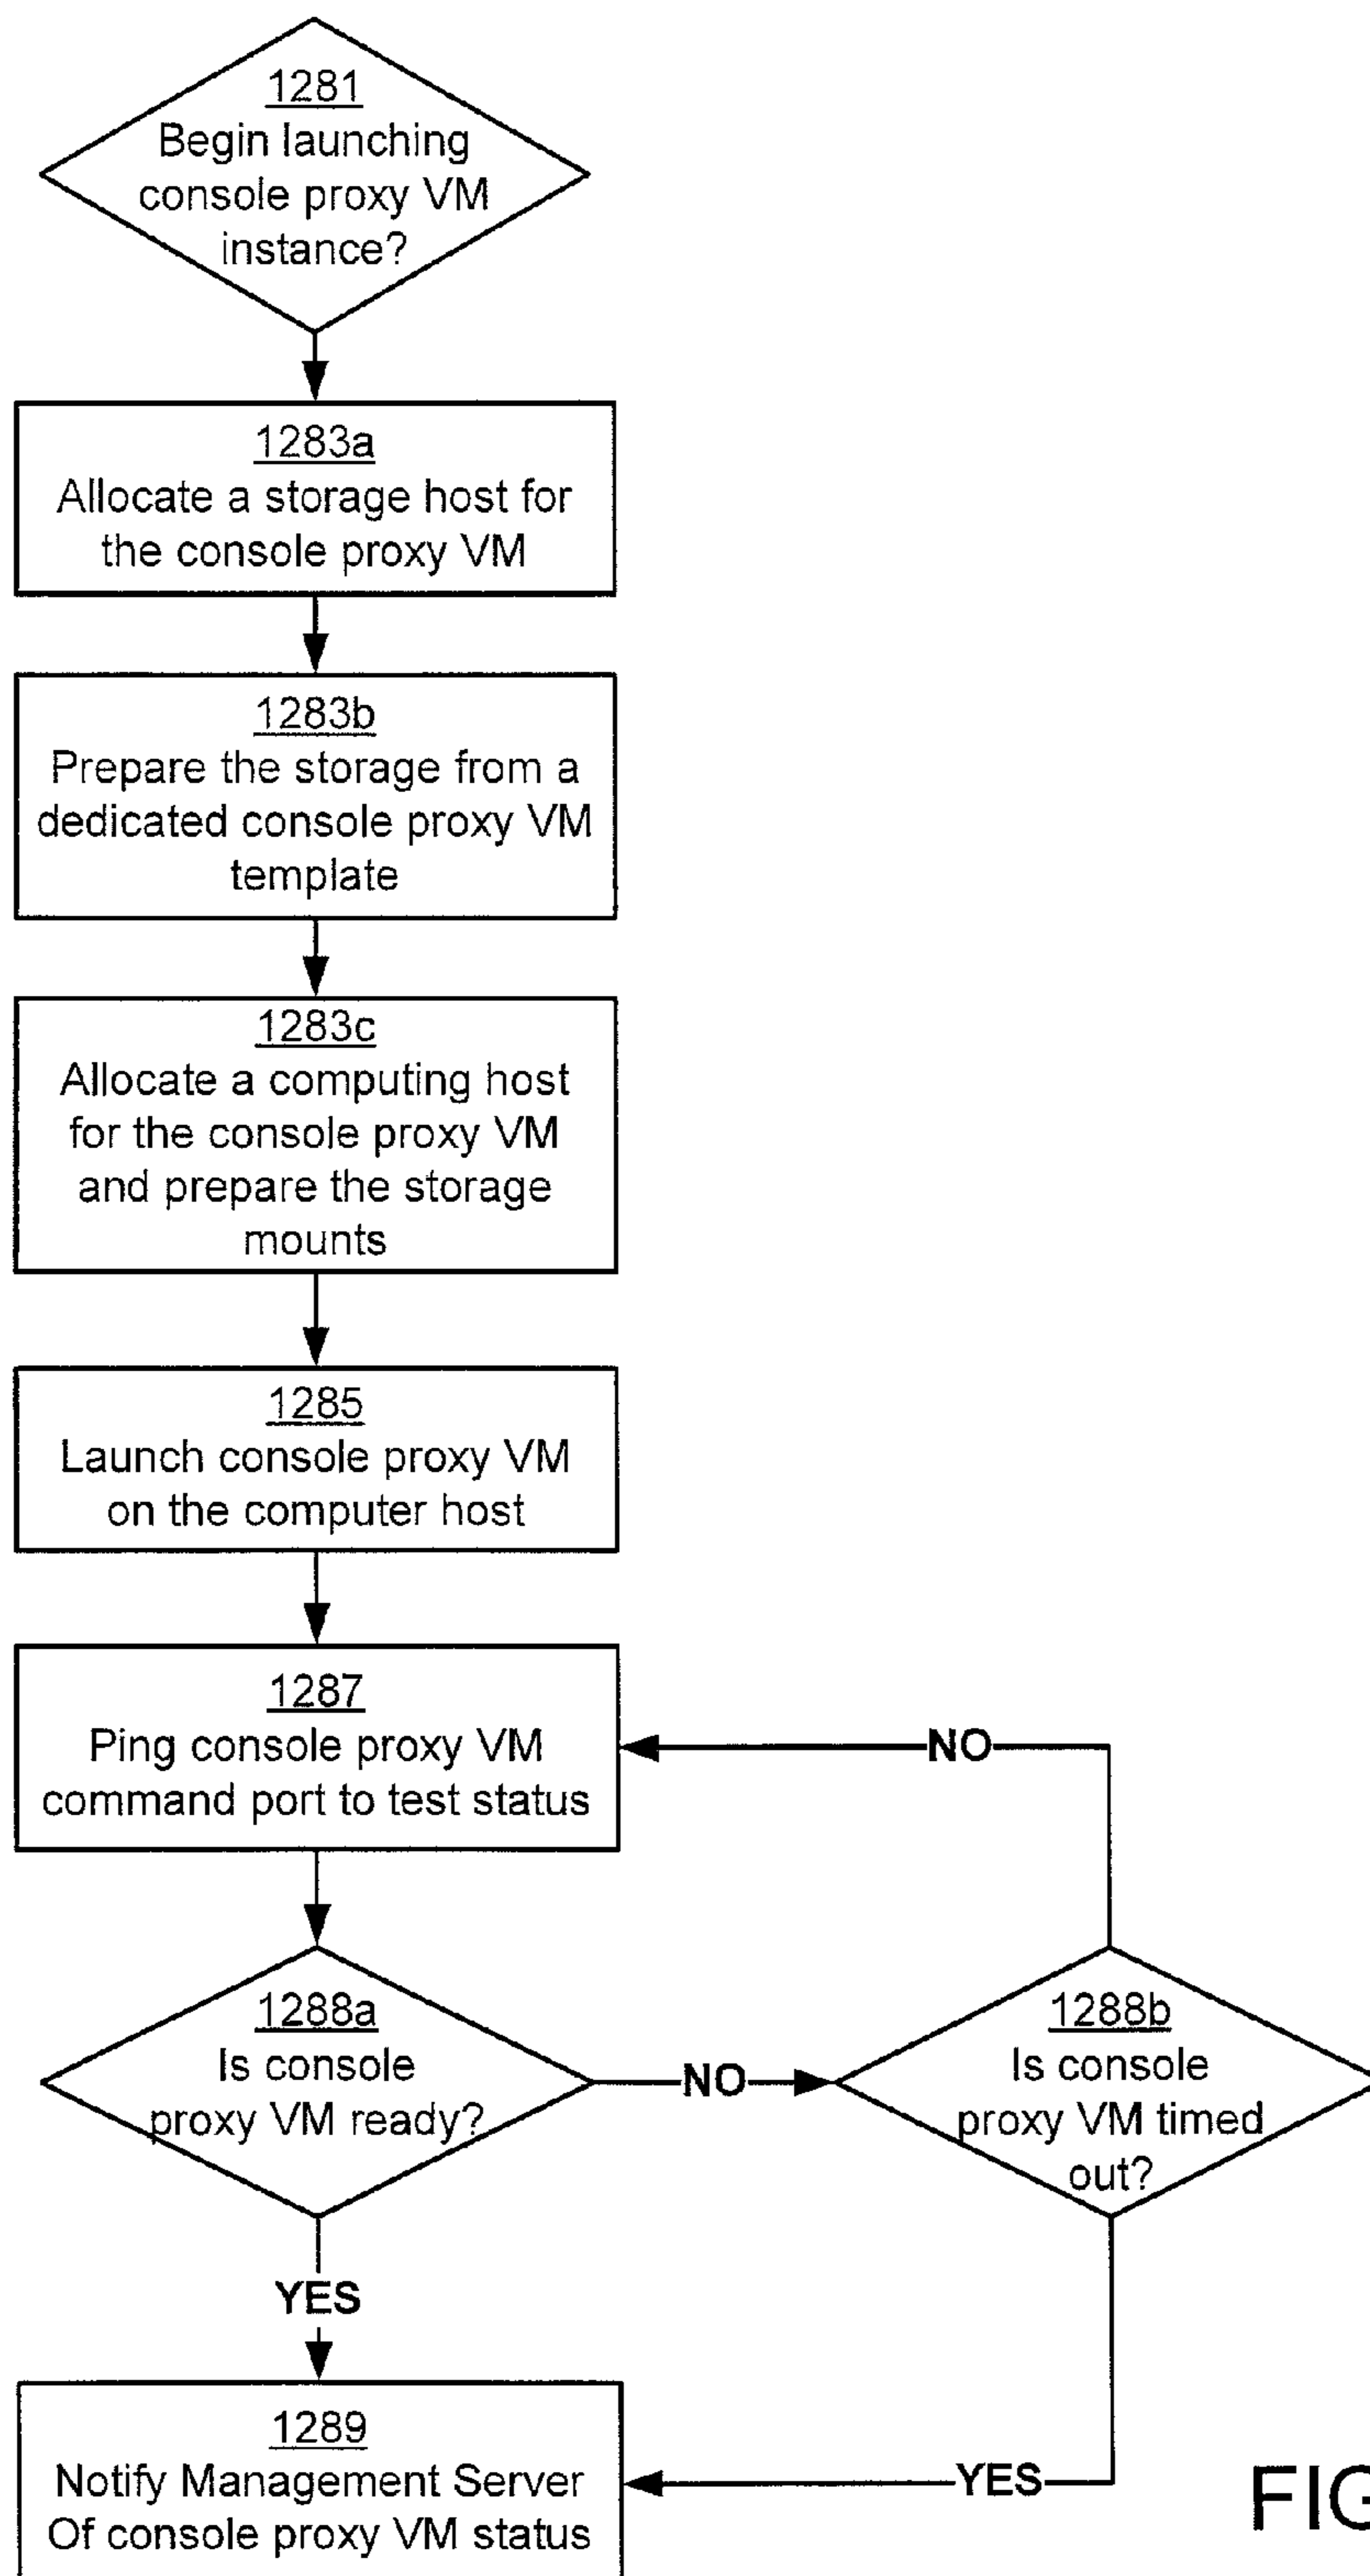 1281
Begin launching
console proxy VM
instance?
1283a
Allocate a storage host for
the console proxy VM
1283b
Prepare the storage from a
dedicated console proxy VM
template
1283c
Allocate a computing host
for the console proxy VM
and prepare the storage
mounts
1285
Launch console proxy VM
on the computer host
1287
Ping console proxy VM
command port to test status
NO
1288a
Is console
proxy VM ready?
NO
1288b
Is console
proxy VM timed
out?
YES
1289
Notify Management Server
Of console proxy VM status
YES
FIG